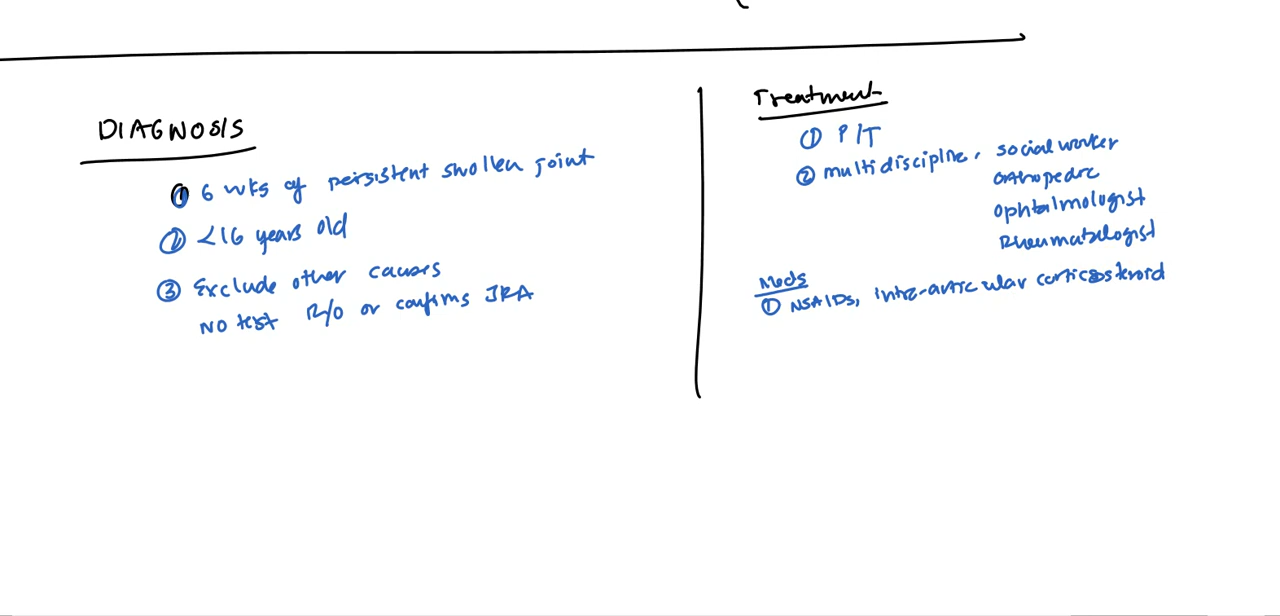 DIAGNOSIS
① 6 wks of persistent swollen joint
② <16 years old
③ Exclude other causes
No test R/O or confirms JRA
Treatment
① P/T
② multidiscipline, social worker
orthopedic
ophtalmologist
Rheumatologist
Meds
① NSAIDs, intra-articular corticosteroid